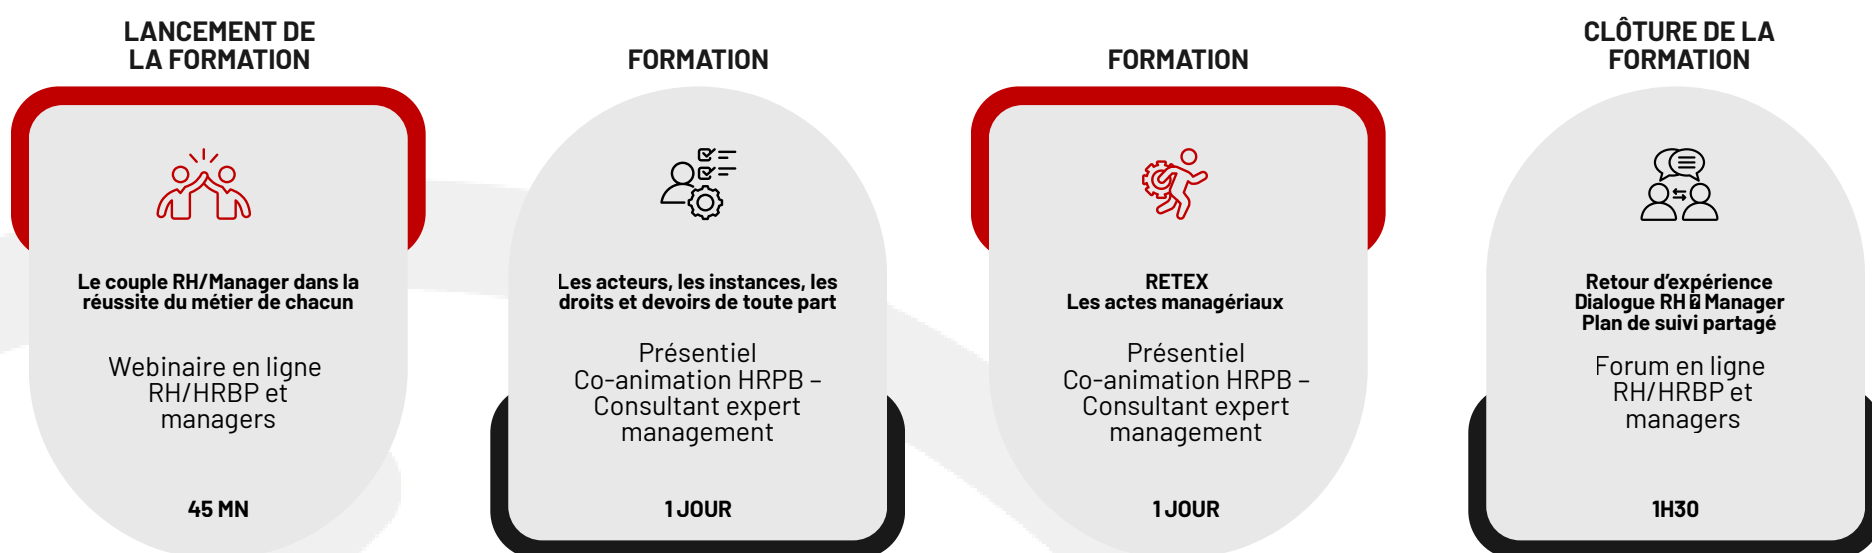 LANCEMENT DE
LA FORMATION
Le couple RH/Manager dans la
réussite du métier de chacun
Webinaire en ligne
RH/HRBP et
managers
45 MN
FORMATION
Les acteurs, les instances, les
droits et devoirs de toute part
Présentiel
Co-animation HRPB –
Consultant expert
management
1 JOUR
FORMATION
RETEX
Les actes managériaux
Présentiel
Co-animation HRPB –
Consultant expert
management
1 JOUR
CLÔTURE DE LA
FORMATION
Retour d’expérience
Dialogue RH Manager
Plan de suivi partagé
Forum en ligne
RH/HRBP et
managers
1H30